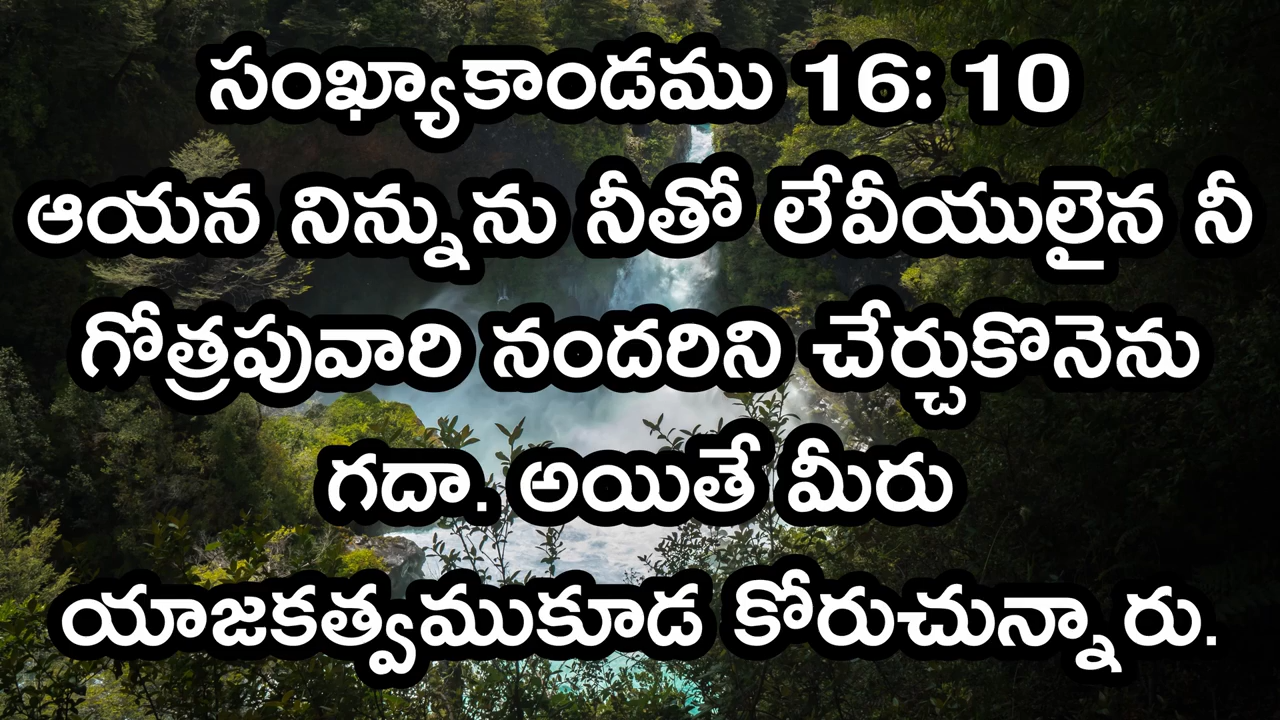 సంఖ్యాకాండము 16: 10
ఆయన నిన్నును నీతో లేవీయులైన నీ
గోత్రపువారి నందరిని చేర్చుకొనెను
గదా. అయితే మీరు
యాజకత్వముకూడ కోరుచున్నారు.